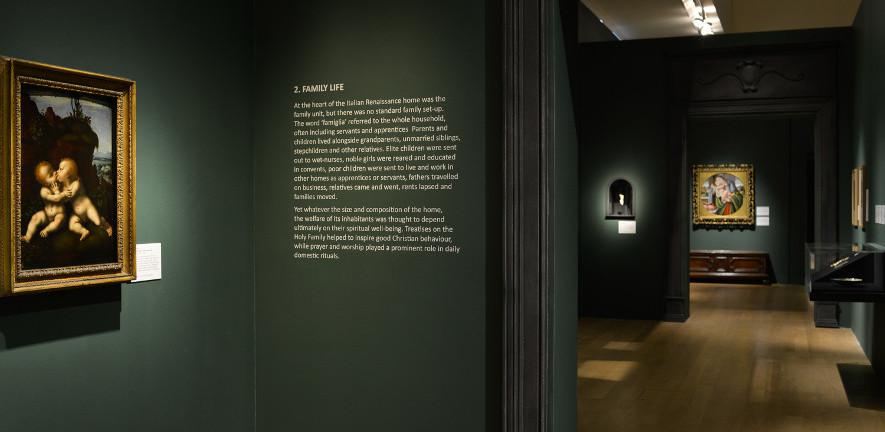 2. FAMILY LIFE
At the heart of the Italian Renaissance home was the
family unit, but there was no standard family set-up.
The word 'famiglia' referred to the whole household,
often including servants and apprentices Parents and
children lived alongside grandparents, unmarried siblings,
stepchildren and other relatives. Elite children were sent
out to wet-nurses, noble girls were reared and educated
in convents, poor children were sent to live and work in
other homes as apprentices or servants, fathers travelled
on business, relatives came and went, rents lapsed and
families moved.
Yet whatever the size and composition of the home,
the welfare of its inhabitants was thought to depend
ultimately on their spiritual well-being. Treatises on the
Holy Family helped to inspire good Christian behaviour,
while prayer and worship played a prominent role in daily
domestic rituals.